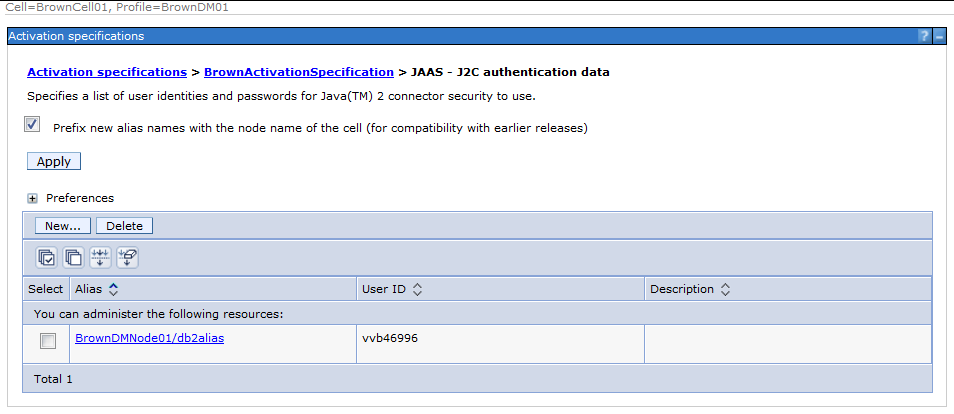 Cell=BrownCell01, Profile=BrownDM01
Activation specifications ? –
Activation specifications > BrownActivationSpecification > JAAS - J2C authentication data
Specifies a list of user identities and passwords for Java(TM) 2 connector security to use.
Prefix new alias names with the node name of the cell (for compatibility with earlier releases)
Apply
Preferences
New... Delete
Select Alias User ID Description
You can administer the following resources:
BrownDMNode01/db2alias vvb46996
Total 1